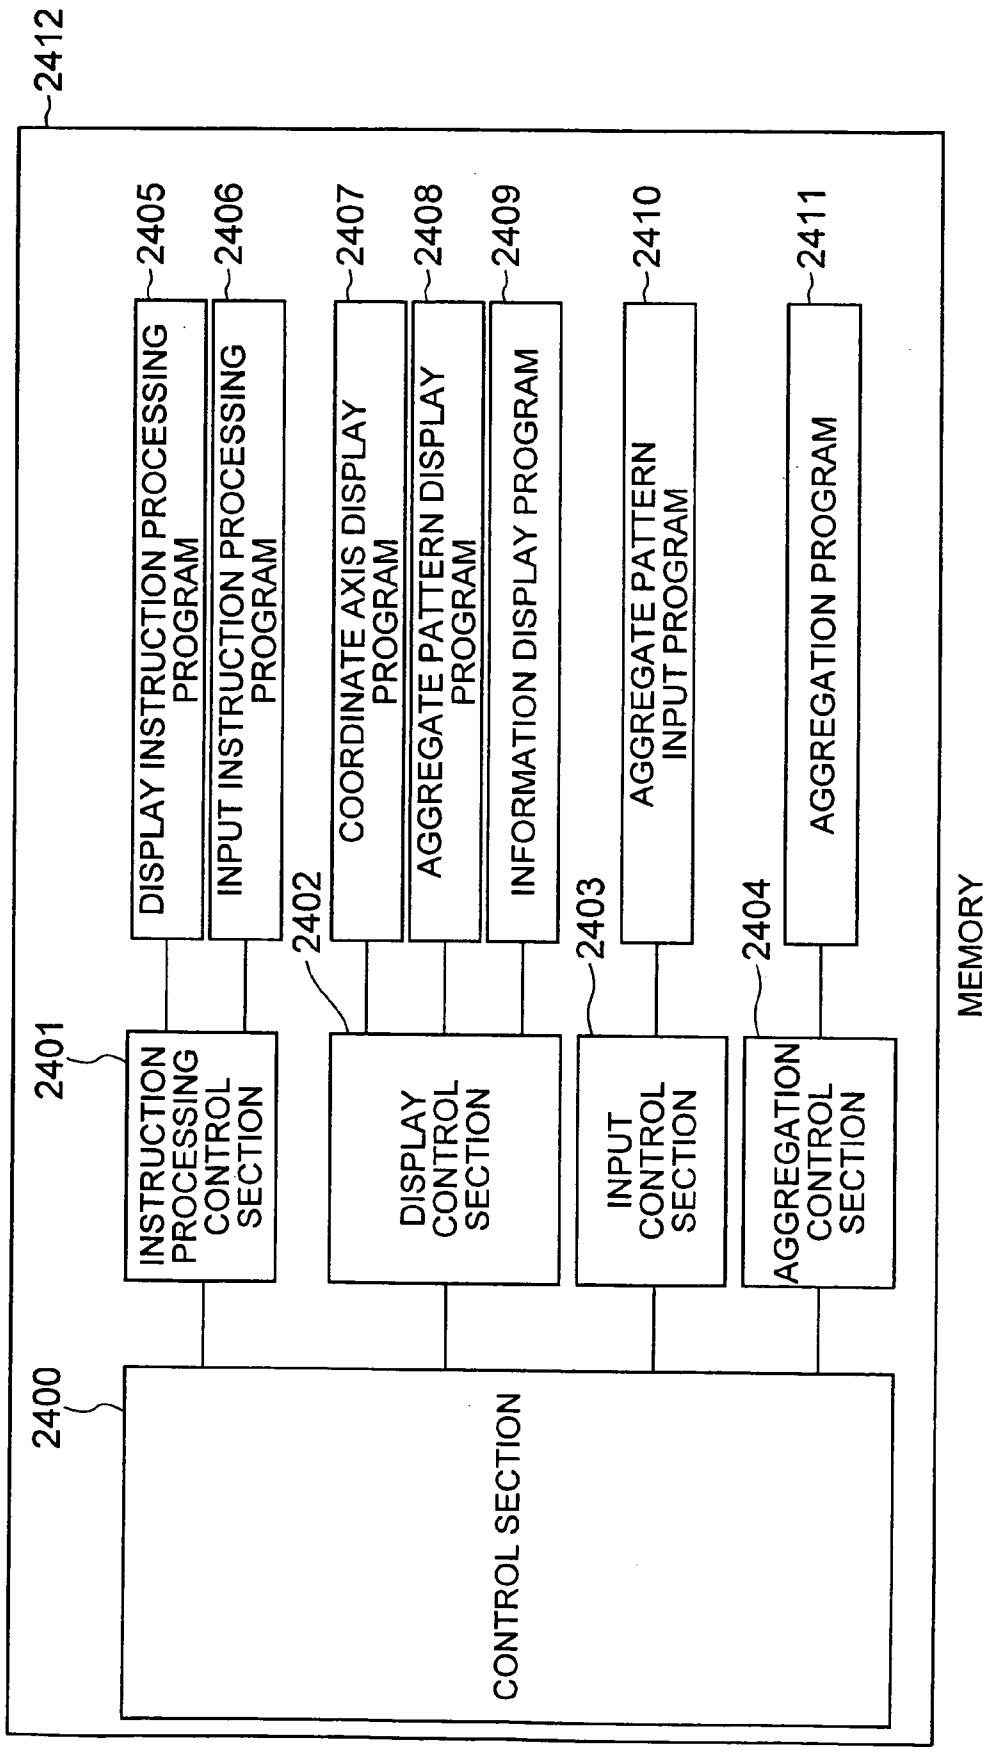 2412
2400
CONTROL SECTION
2401
INSTRUCTION
PROCESSING
CONTROL
SECTION
DISPLAY INSTRUCTION PROCESSING
PROGRAM
2405
INPUT INSTRUCTION PROCESSING
PROGRAM
2406
2402
DISPLAY
CONTROL
SECTION
COORDINATE AXIS DISPLAY
PROGRAM
2407
AGGREGATE PATTERN DISPLAY
PROGRAM
2408
INFORMATION DISPLAY PROGRAM
2409
2403
INPUT
CONTROL
SECTION
AGGREGATE PATTERN
INPUT PROGRAM
2410
2404
AGGREGATION
CONTROL
SECTION
AGGREGATION PROGRAM
2411
MEMORY